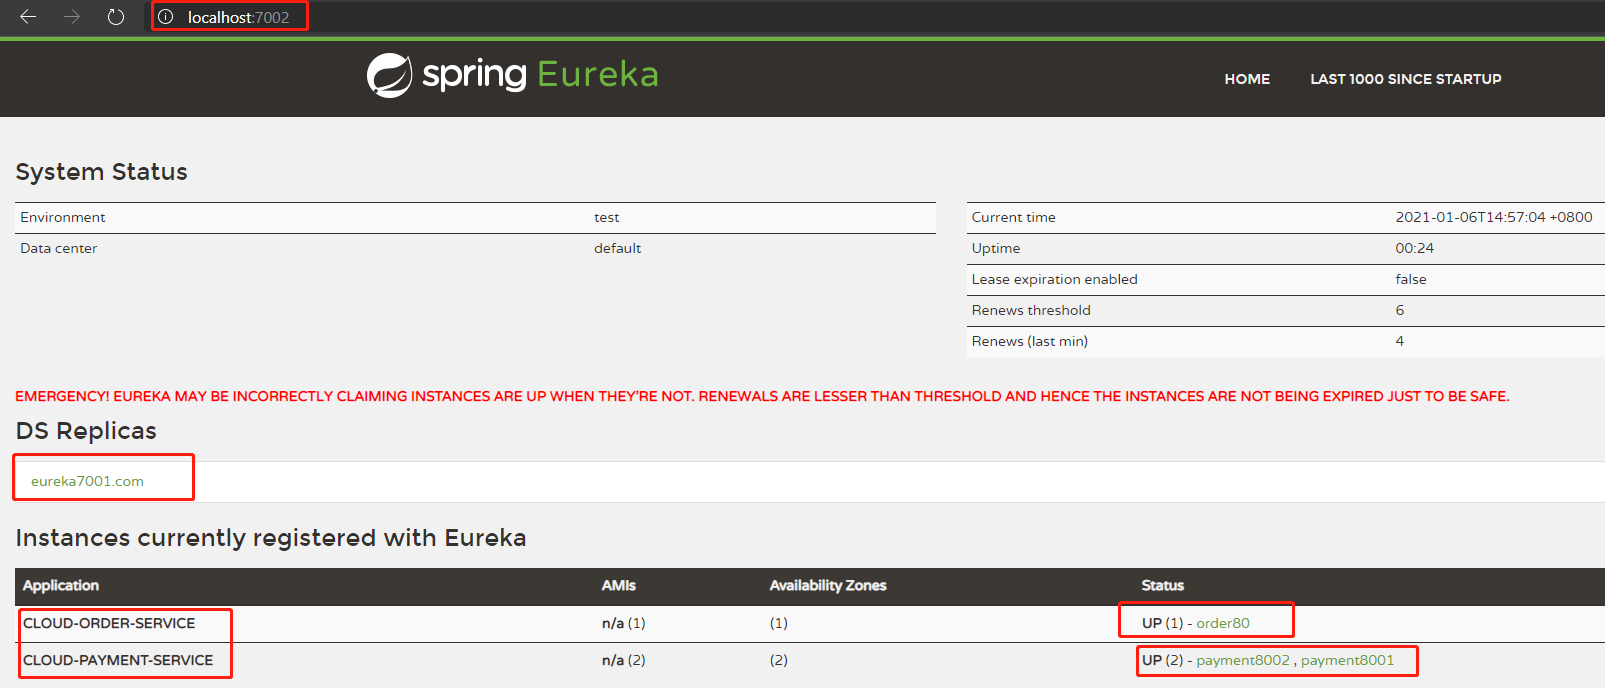 localhost:7002
spring Eureka
HOME LAST 1000 SINCE STARTUP
System Status
Environment test
Data center default
Current time 2021-01-06T14:57:04 +0800
Uptime 00:24
Lease expiration enabled false
Renews threshold 6
Renews (last min) 4
EMERGENCY! EUREKA MAY BE INCORRECTLY CLAIMING INSTANCES ARE UP WHEN THEY'RE NOT. RENEWALS ARE LESSER THAN THRESHOLD AND HENCE THE INSTANCES ARE NOT BEING EXPIRED JUST TO BE SAFE.
DS Replicas
eureka7001.com
Instances currently registered with Eureka
Application AMIs Availability Zones Status
CLOUD-ORDER-SERVICE n/a (1) (1) UP (1) - order80
CLOUD-PAYMENT-SERVICE n/a (2) (2) UP (2) - payment8002 , payment8001